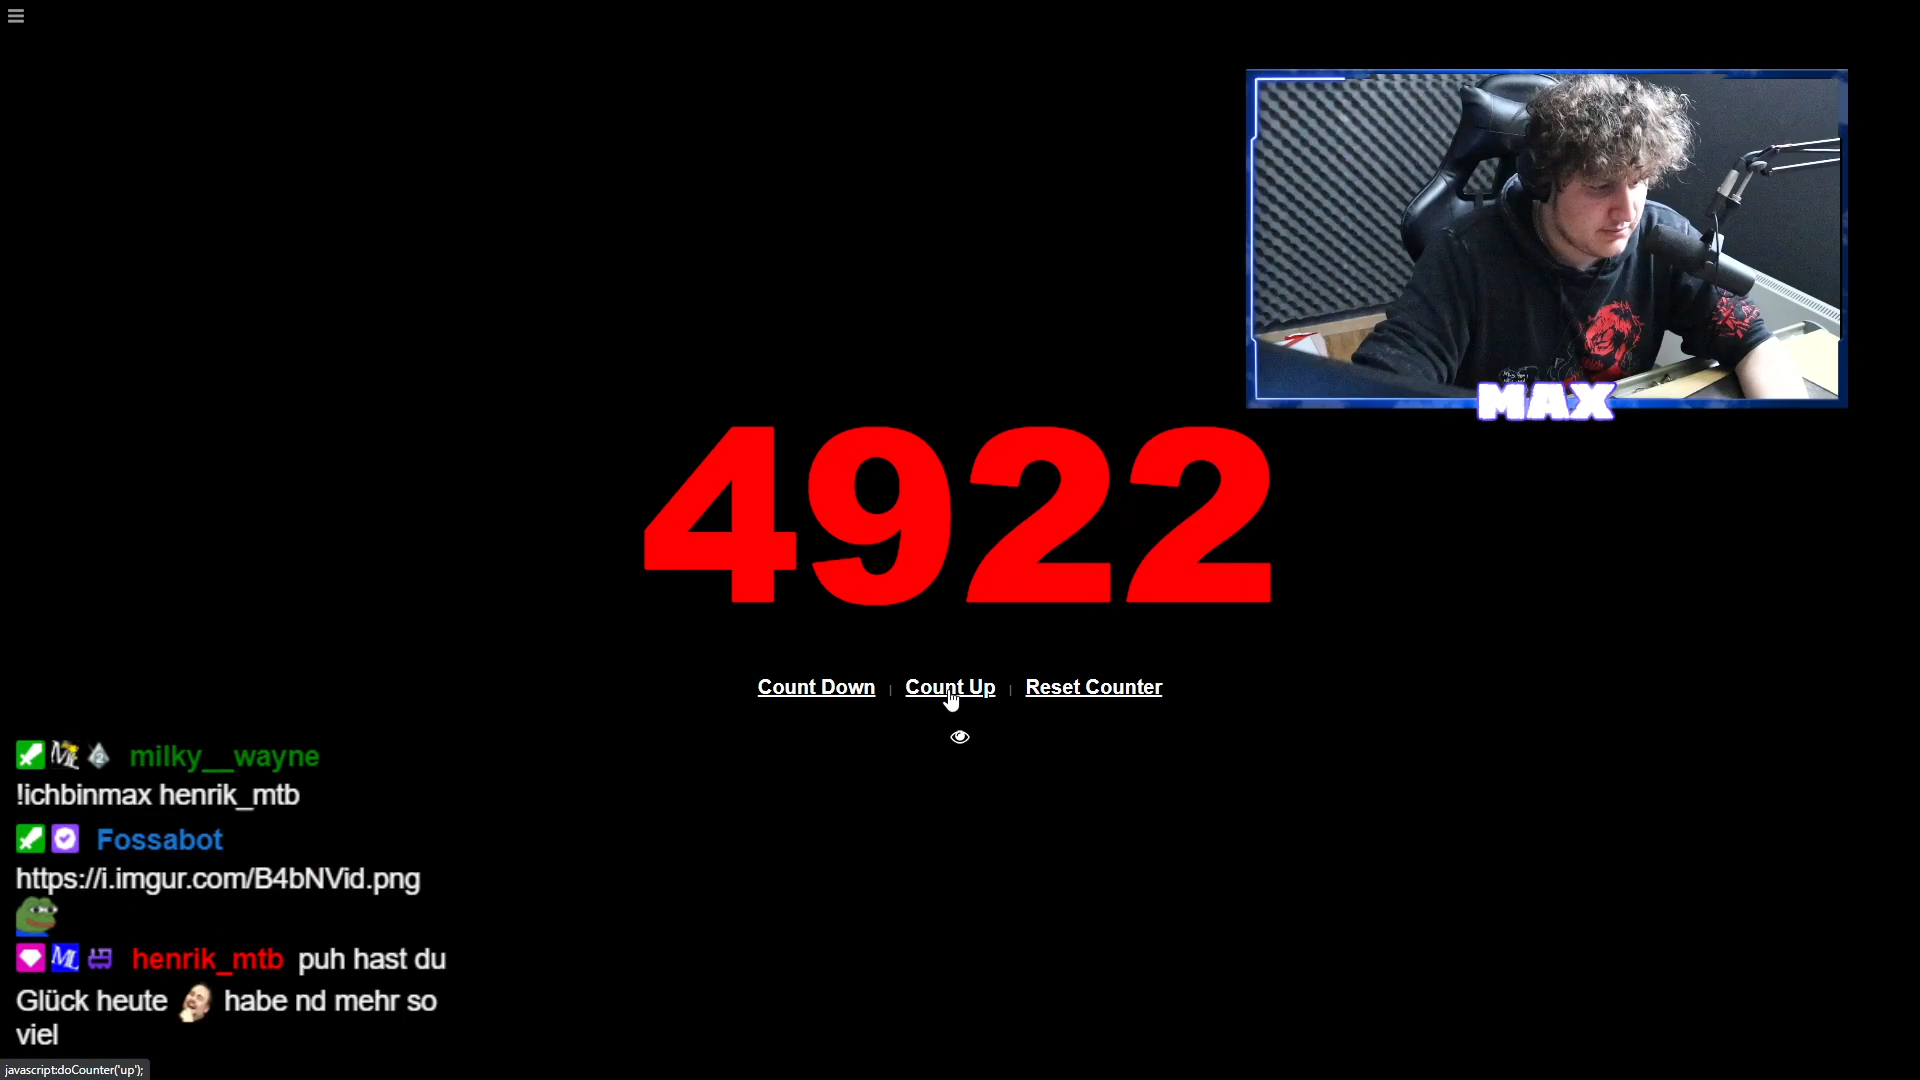 MAX
4922
Count Down | Count Up | Reset Counter
milky__wayne
!ichbinmax henrik_mtb
Fossabot
https://i.imgur.com/B4bNVid.png
ML henrik_mtb puh hast du
Glück heute habe nd mehr so
viel
javascript:doCounter('up');